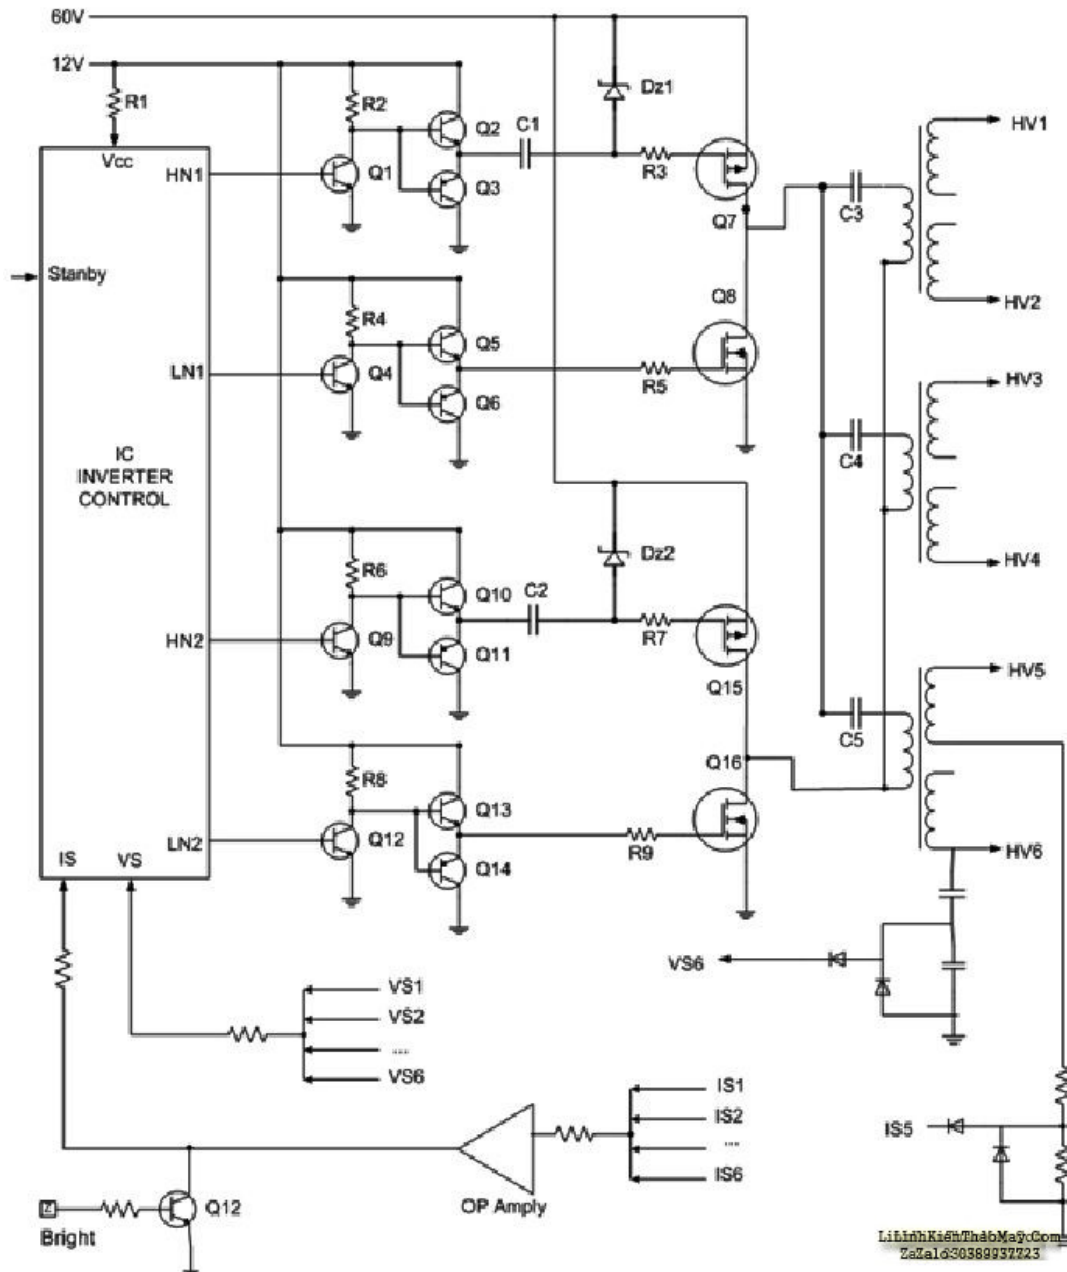 60V
12V
R1
Vcc
HN1
Stanby
LN1
IC
INVERTER
CONTROL
HN2
LN2
IS
VS
R2
Q1
Q2
Q3
C1
Dz1
R3
Q7
R4
Q4
Q5
Q6
R5
Q8
R6
Q9
Q10
Q11
C2
Dz2
R7
Q15
R8
Q12
Q13
Q14
R9
Q16
C3
HV1
HV2
C4
HV3
HV4
C5
HV5
HV6
VS6
VS1
VS2
....
VS6
IS1
IS2
....
IS6
IS5
OP Amply
Q12
Z
Bright